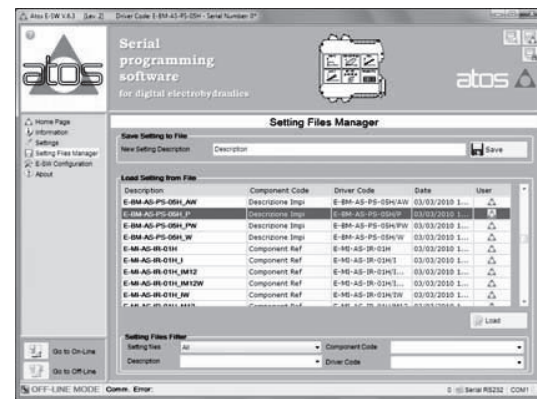 Atos E-SW V.6.3 [Lev. 2] Driver Code: E-BM-AS-PS-05H - Serial Number: 0*
atos
Serial
programming
software
for digital electrohydraulics
atos
Home Page
Information
Settings
Setting Files Manager
E-SW Configuration
About
Setting Files Manager
Save Setting to File
New Setting Description Description Save
Load Setting from File
Description Component Code Driver Code Date User
E-BM-AS-PS-05H_AW Descrizione Impi E-BM-AS-PS-05H/AW 03/03/2010 1...
E-BM-AS-PS-05H_P Descrizione Impi E-BM-AS-PS-05H/P 03/03/2010 1...
E-BM-AS-PS-05H_PW Descrizione Impi E-BM-AS-PS-05H/PW 03/03/2010 1...
E-BM-AS-PS-05H_W Descrizione Impi E-BM-AS-PS-05H/W 03/03/2010 1...
E-MI-AS-IR-01H Component Ref E-MI-AS-IR-01H 03/03/2010 1...
E-MI-AS-IR-01H_I Component Ref E-MI-AS-IR-01H/I 03/03/2010 1...
E-MI-AS-IR-01H_IM12 Component Ref E-MI-AS-IR-01H/I... 03/03/2010 1...
E-MI-AS-IR-01H_IM12W Component Ref E-MI-AS-IR-01H/I... 03/03/2010 1...
E-MI-AS-IR-01H_IW Component Ref E-MI-AS-IR-01H/IW 03/03/2010 1...
Load
Setting Files Filter
Setting files All Component Code
Description Driver Code
Go to On-Line
Go to Off-Line
OFF-LINE MODE Comm. Error: 0 Serial RS232 COM1